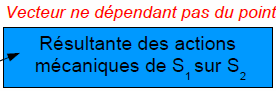 Vecteur ne dépendant pas du point
Résultante des actions
mécaniques de S1 sur S2